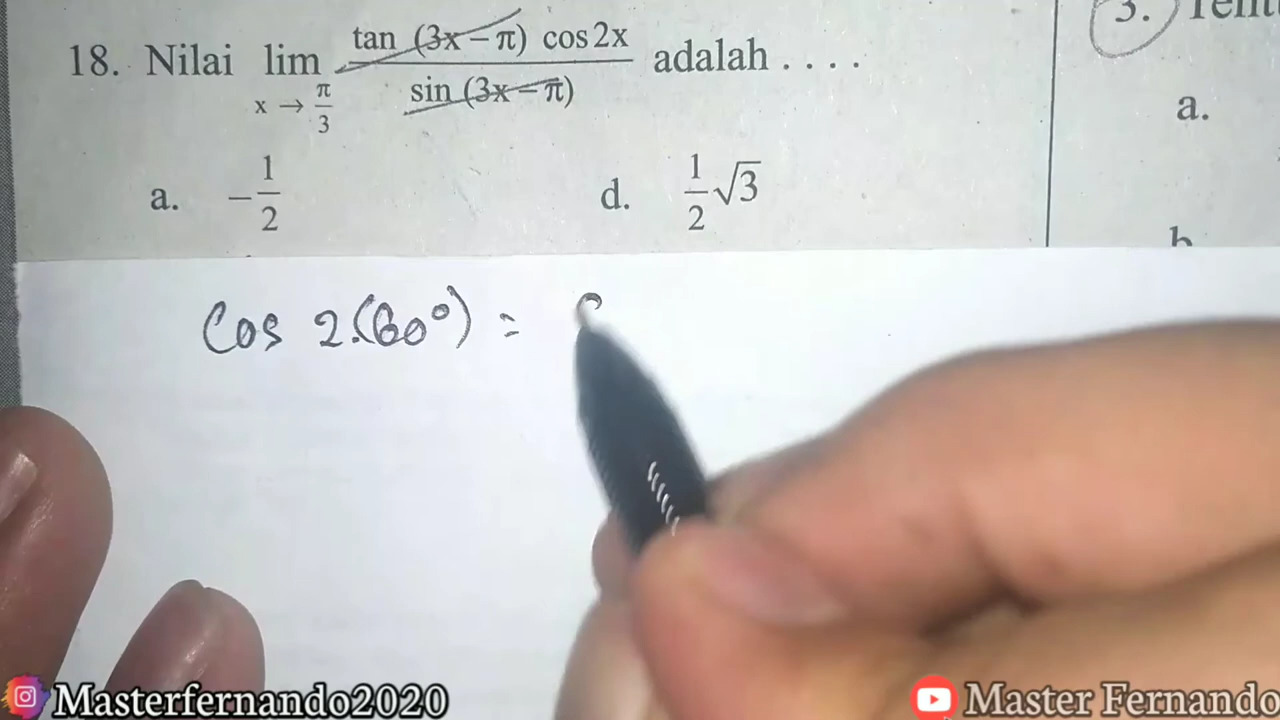 18. Nilai lim tan (3x – π) cos 2x / sin (3x – π) adalah . . . .
x → π/3
a. –1/2
d. 1/2 √3
3.
a.
Cos 2.(60°) =
Masterfernando2020
Master Fernando